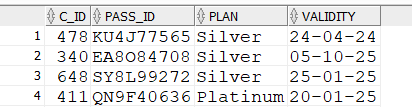 C_ID PASS_ID PLAN VALIDITY
1 478 KU4J77565 Silver 24-04-24
2 340 EA8O84708 Silver 05-10-25
3 648 SY8L99272 Silver 25-01-25
4 411 QN9F40636 Platinum 20-01-25